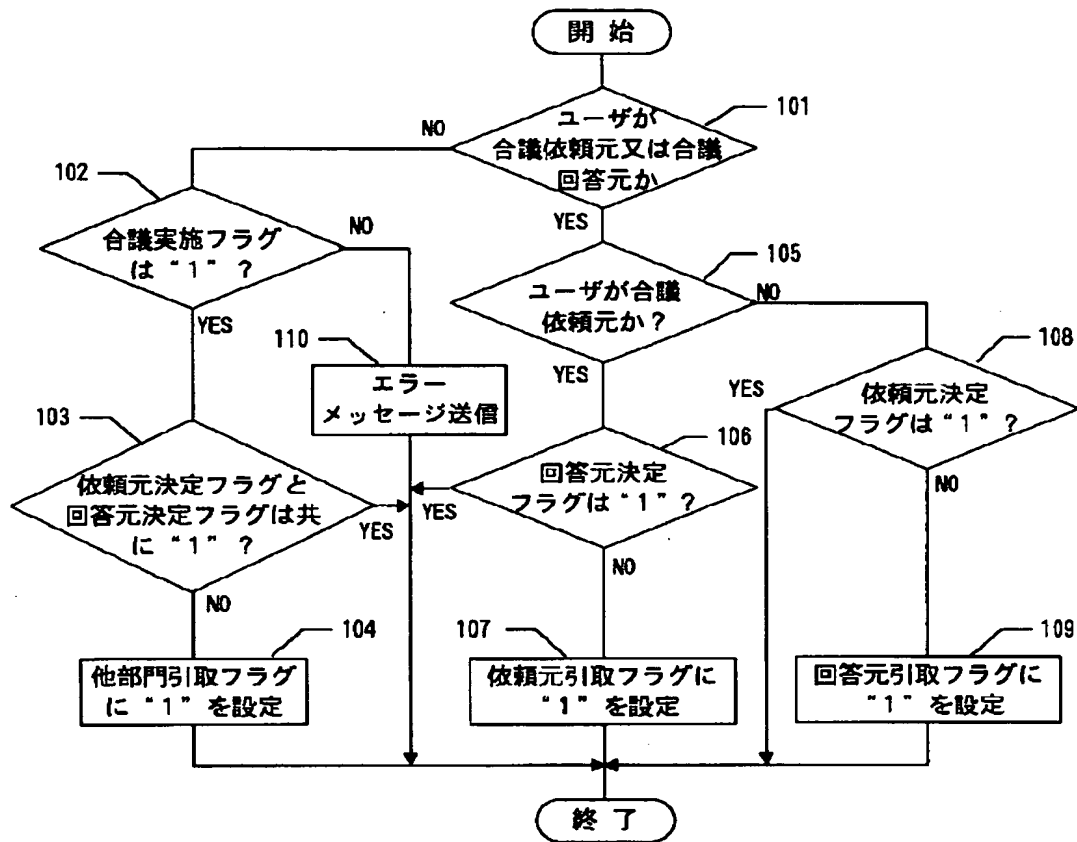 開 始
101
ユーザが
合議依頼元又は合議
回答元か
NO
YES
102
合議実施フラグ
は“1”?
NO
YES
105
ユーザが合議
依頼元か?
NO
YES
110
エラー
メッセージ送信
108
依頼元決定
フラグは“1”?
YES
NO
103
依頼元決定フラグと
回答元決定フラグは共
に“1”?
YES
NO
106
回答元決定
フラグは“1”?
YES
NO
104
他部門引取フラグ
に“1”を設定
107
依頼元引取フラグに
“1”を設定
109
回答元引取フラグに
“1”を設定
終 了